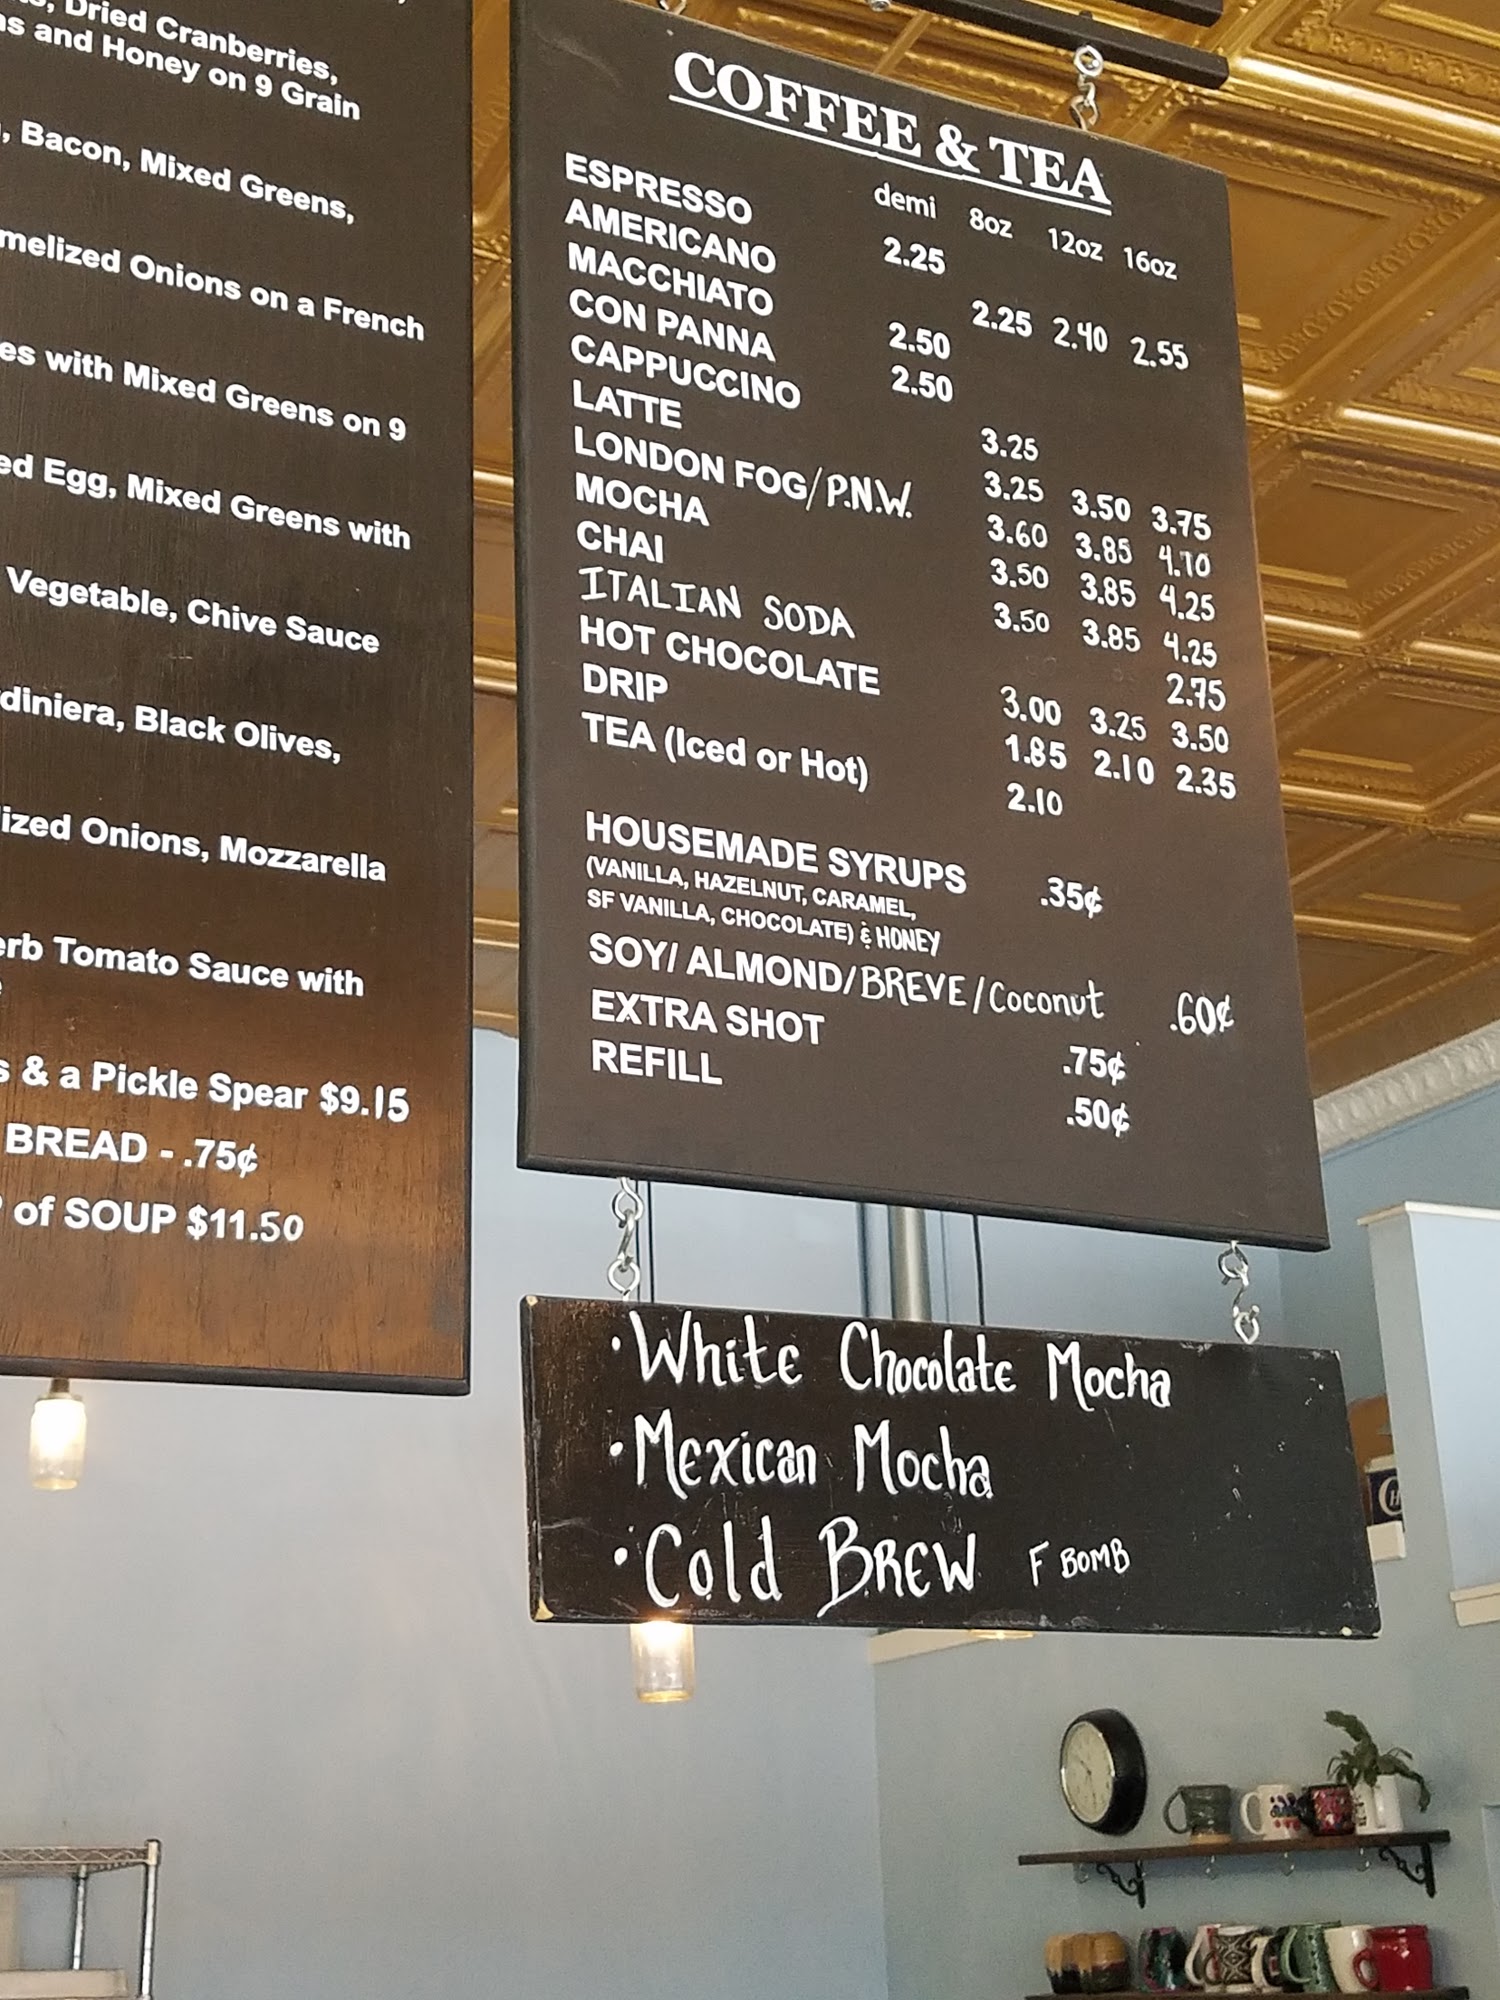 Dried Cranberries,
and Honey on 9 Grain
Bacon, Mixed Greens,
Onions on a French
with Mixed Greens on 9
Egg, Mixed Greens with
Vegetable, Chive Sauce
Black Olives,
Onions, Mozzarella
Tomato Sauce with
& a Pickle Spear $9.15
BREAD - .75¢
of SOUP $11.50
COFFEE & TEA
demi 8oz 12oz 16oz
ESPRESSO 2.25
AMERICANO 2.25 2.40 2.55
MACCHIATO 2.50
CON PANNA 2.50
CAPPUCCINO 3.25
LATTE 3.25 3.50 3.75
LONDON FOG/P.N.W. 3.60 3.85 4.10
MOCHA 3.50 3.85 4.25
CHAI 3.50 3.85 4.25
ITALIAN SODA 2.75
HOT CHOCOLATE 3.00 3.25 3.50
DRIP 1.85 2.10 2.35
TEA (Iced or Hot) 2.10
HOUSEMADE SYRUPS .35¢
(VANILLA, HAZELNUT, CARAMEL,
SF VANILLA, CHOCOLATE) & HONEY
SOY/ ALMOND/BREVE/Coconut .60¢
EXTRA SHOT .75¢
REFILL .50¢
• White Chocolate Mocha
• Mexican Mocha
• Cold BREW F BOMB